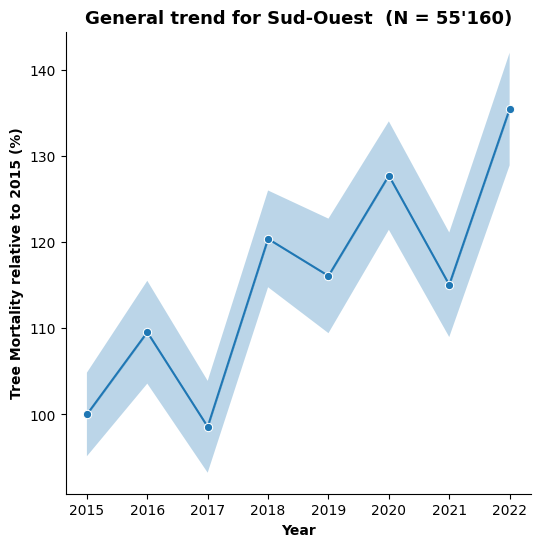 General trend for Sud-Ouest  (N = 55'160)
Tree Mortality relative to 2015 (%)
140
130
120
110
100
2015 2016 2017 2018 2019 2020 2021 2022
Year